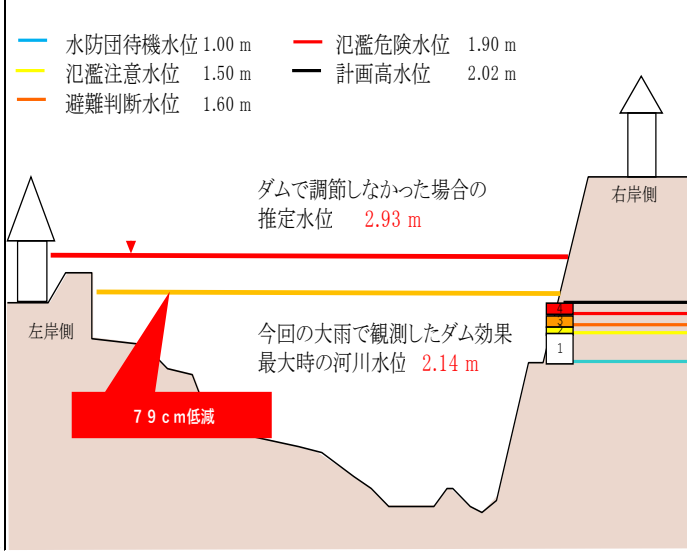 水防団待機水位 1.00 m
氾濫危険水位 1.90 m
氾濫注意水位 1.50 m
計画高水位 2.02 m
避難判断水位 1.60 m
右岸側
ダムで調節しなかった場合の
推定水位 2.93 m
左岸側
今回の大雨で観測したダム効果
最大時の河川水位 2.14 m
4
3
2
1
79cm低減